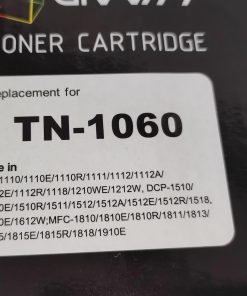 ONER CARTRIDGE
eplacement for
TN-1060
e in
1110/1110E/1110R/1111/1112/1112A/
2E/1112R/1118/1210WE/1212W, DCP-1510/
0E/1510R/1511/1512/1512A/1512E/1512R/1518,
0E/1612W;MFC-1810/1810E/1810R/1811/1813/
5/1815E/1815R/1818/1910E